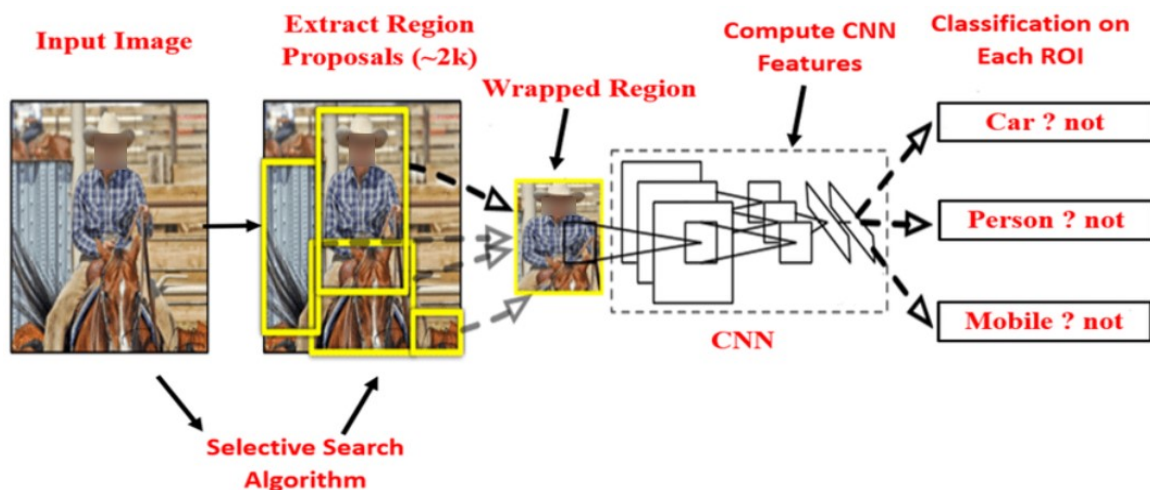 Input Image
Extract Region
Proposals (~2k)
Wrapped Region
Compute CNN
Features
Classification on
Each ROI
Car ? not
Person ? not
Mobile ? not
CNN
Selective Search
Algorithm